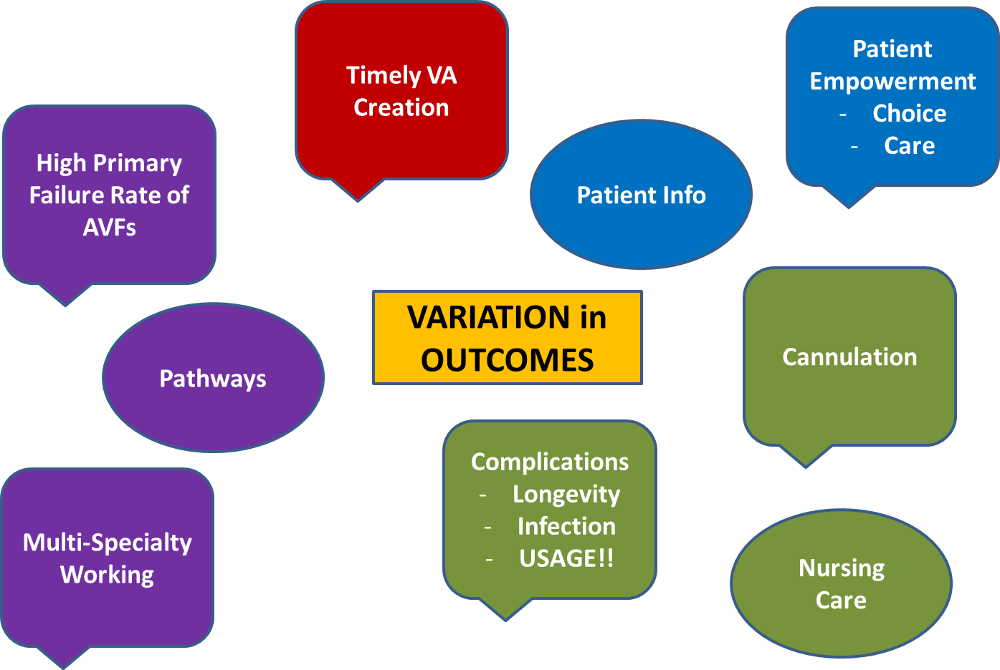 Timely VA
Creation
Patient
Empowerment
- Choice
- Care
High Primary
Failure Rate of
AVFs
Patient Info
VARIATION in
OUTCOMES
Cannulation
Pathways
Complications
- Longevity
- Infection
- USAGE!!
Multi-Specialty
Working
Nursing
Care